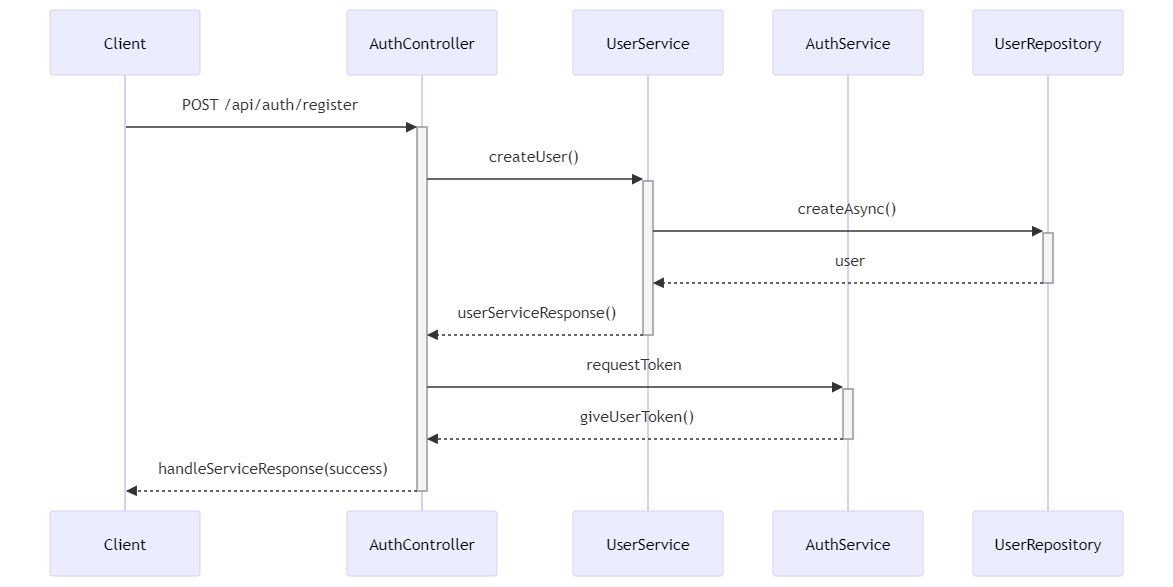 Client
AuthController
UserService
AuthService
UserRepository
POST /api/auth/register
createUser()
createAsync()
user
userServiceResponse()
requestToken
giveUserToken()
handleServiceResponse(success)
Client
AuthController
UserService
AuthService
UserRepository